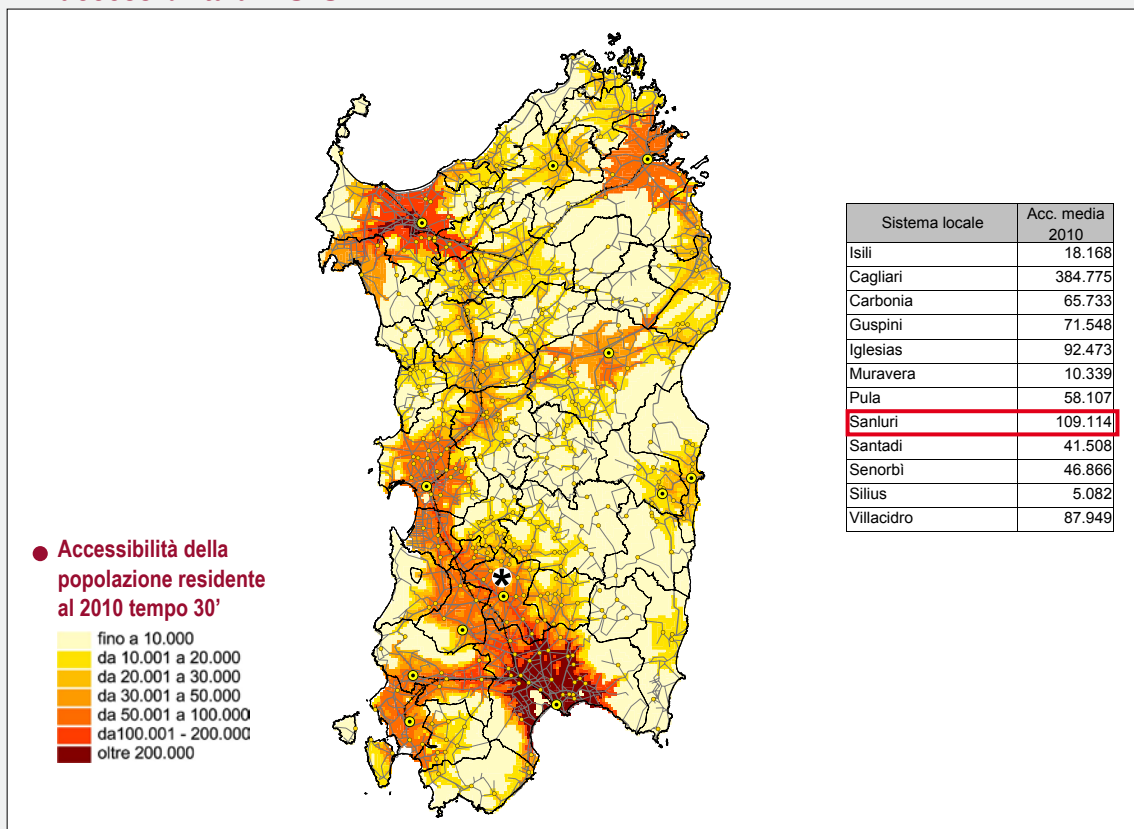 Sistema locale Acc. media 2010
Isili 18.168
Cagliari 384.775
Carbonia 65.733
Guspini 71.548
Iglesias 92.473
Muravera 10.339
Pula 58.107
Sanluri 109.114
Santadi 41.508
Senorbì 46.866
Silius 5.082
Villacidro 87.949
*
● Accessibilità della
popolazione residente
al 2010 tempo 30’
fino a 10.000
da 10.001 a 20.000
da 20.001 a 30.000
da 30.001 a 50.000
da 50.001 a 100.000
da100.001 - 200.000
oltre 200.000